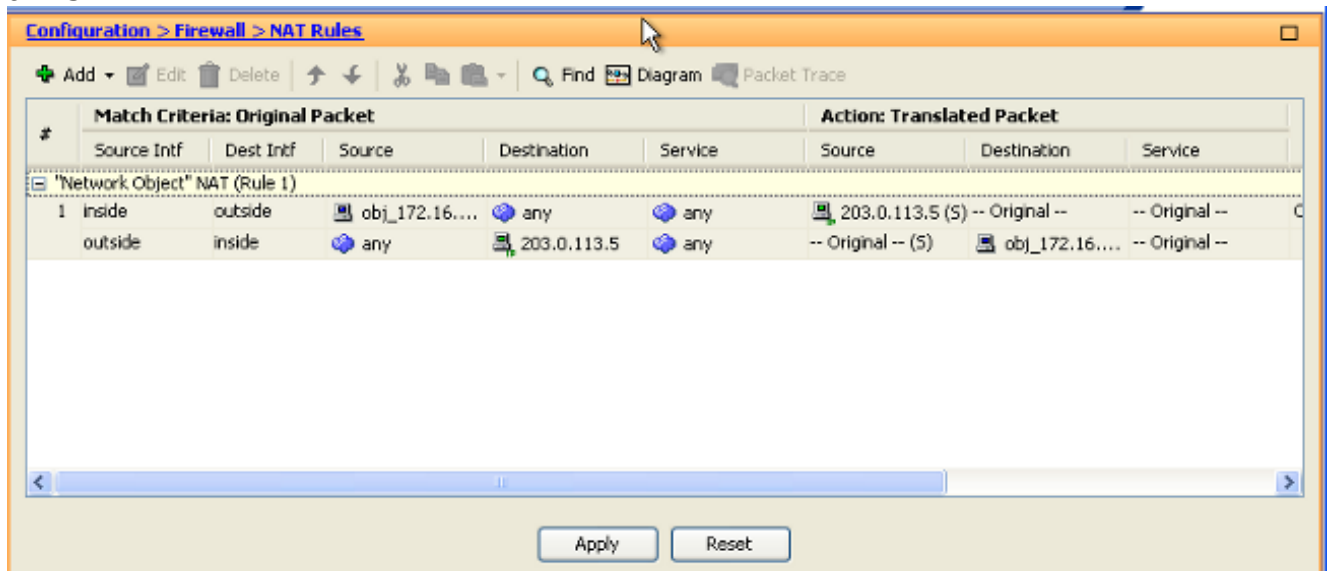 Configuration > Firewall > NAT Rules
Add Edit Delete Find Diagram Packet Trace
# Match Criteria: Original Packet Action: Translated Packet
Source Intf Dest Intf Source Destination Service Source Destination Service
"Network Object" NAT (Rule 1)
1 inside outside obj_172.16.... any any 203.0.113.5 (S) -- Original -- -- Original --
outside inside any 203.0.113.5 any -- Original -- (S) obj_172.16.... -- Original --
Apply Reset